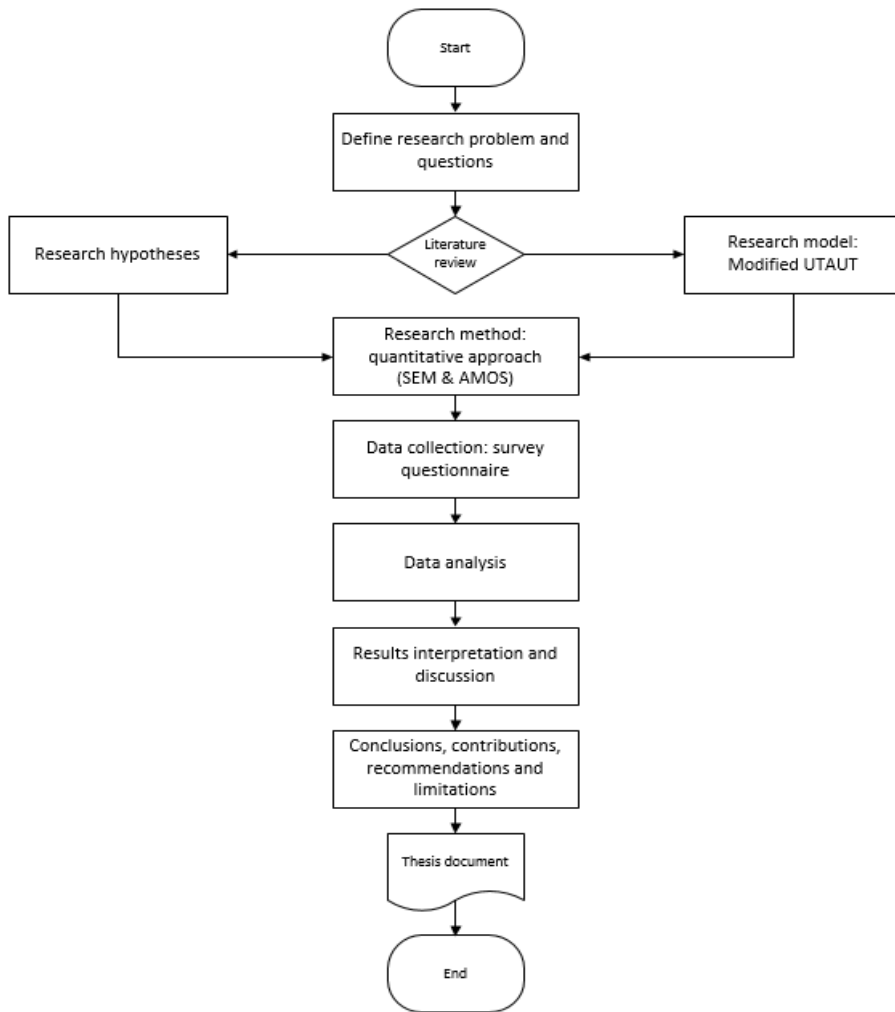 Start
Define research problem and
questions
Research hypotheses
Literature
review
Research model:
Modified UTAUT
Research method:
quantitative approach
(SEM & AMOS)
Data collection: survey
questionnaire
Data analysis
Results interpretation and
discussion
Conclusions, contributions,
recommendations and
limitations
Thesis document
End